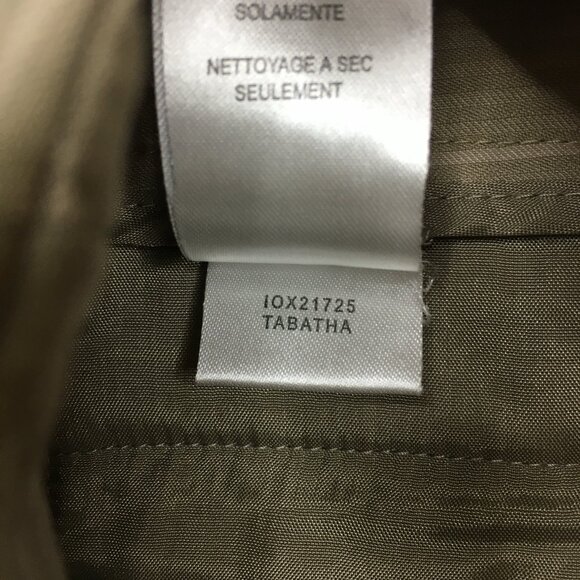 SOLAMENTE
NETTOYAGE A SEC
SEULEMENT
IOX21725
TABATHA